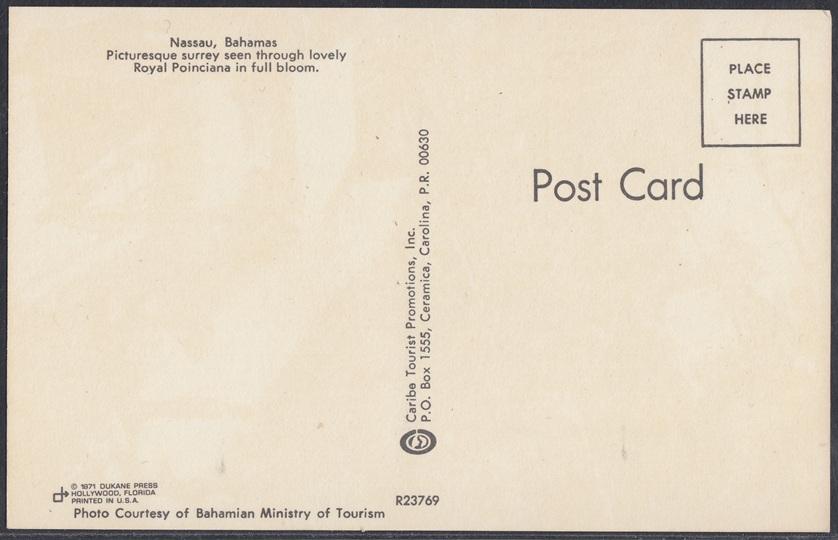 Nassau, Bahamas
Picturesque surrey seen through lovely
Royal Poinciana in full bloom.
PLACE
STAMP
HERE
Post Card
Caribe Tourist Promotions, Inc.
P.O. Box 1555, Ceramica, Carolina, P.R. 00630
© 1971 DUKANE PRESS
HOLLYWOOD, FLORIDA
PRINTED IN U.S.A.
Photo Courtesy of Bahamian Ministry of Tourism
R23769